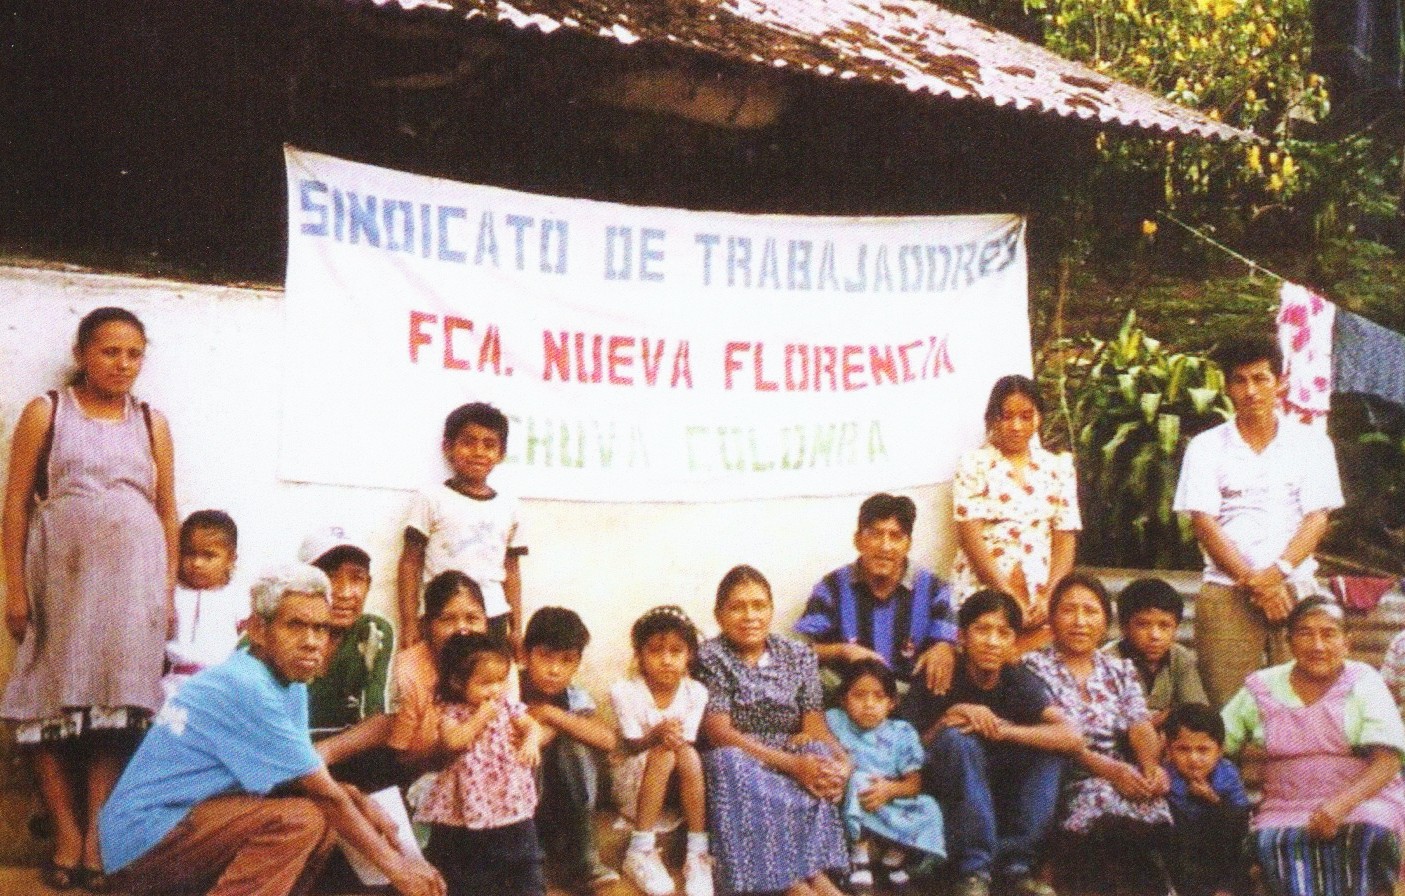 SINDICATO DE TRABAJADORES
FCA. NUEVA FLORENCIA
CHUVA COLOMBA